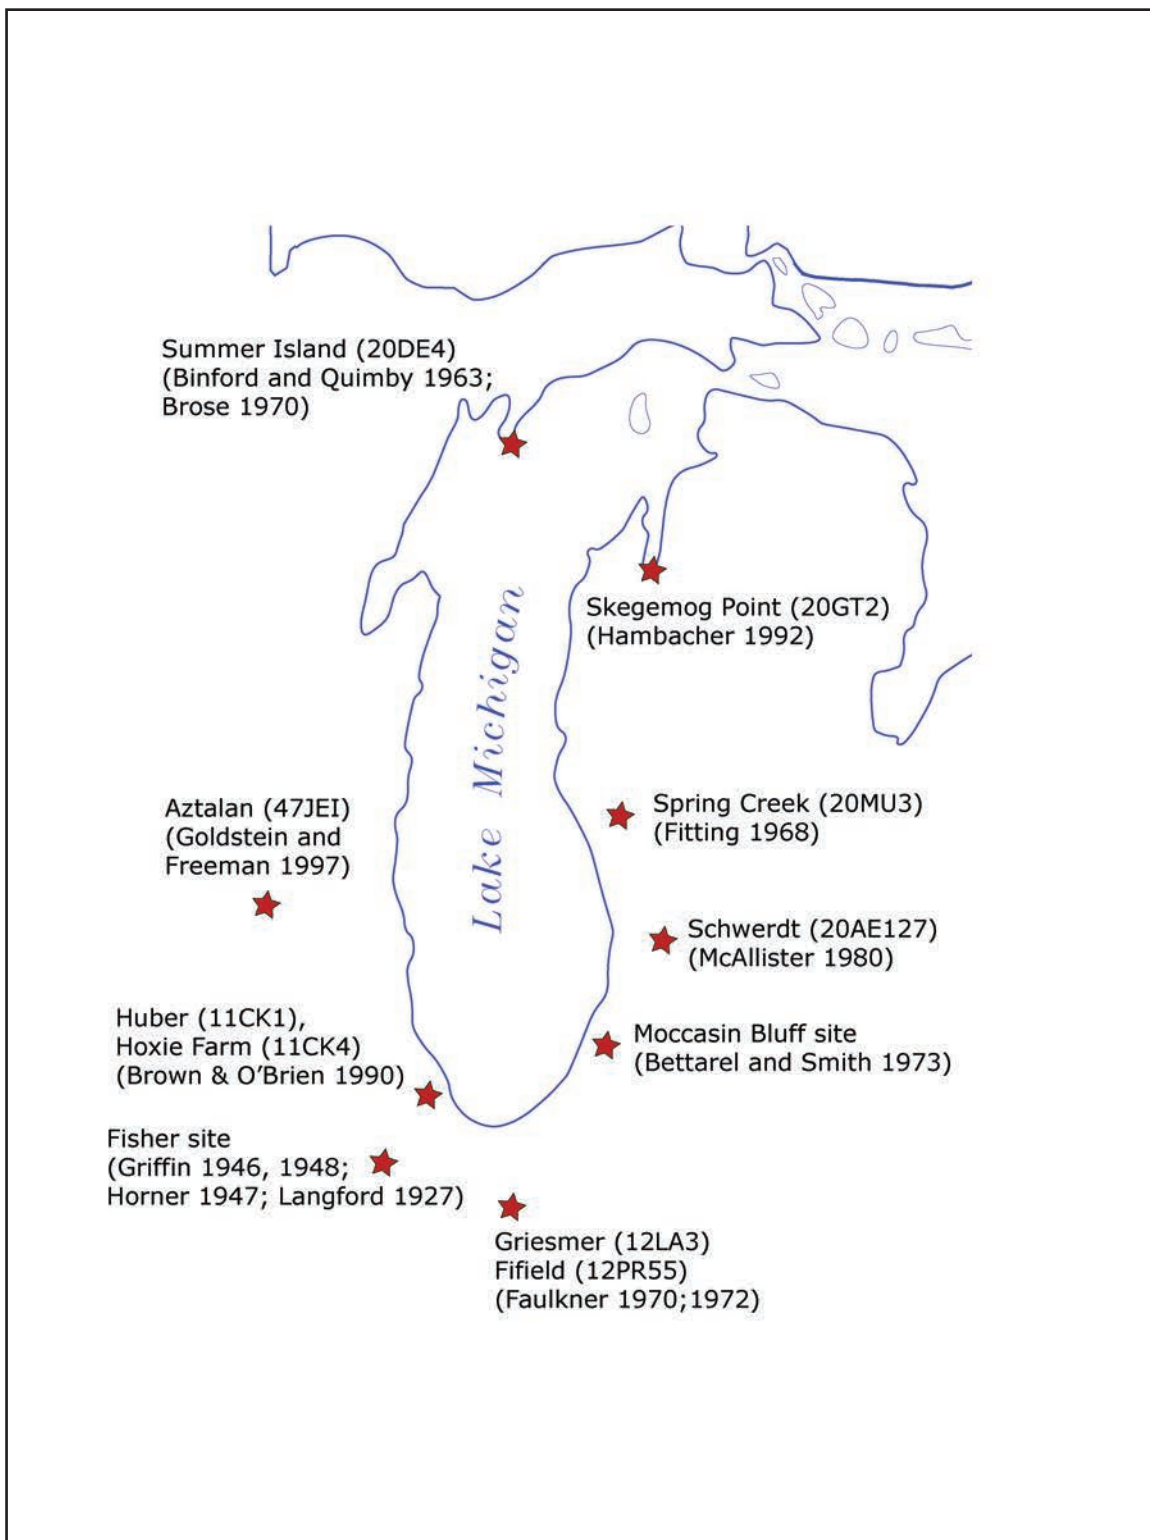 Summer Island (20DE4)
(Binford and Quimby 1963;
Brose 1970)
Skegemog Point (20GT2)
(Hambacher 1992)
Lake Michigan
Aztalan (47JEI)
(Goldstein and
Freeman 1997)
Spring Creek (20MU3)
(Fitting 1968)
Schwerdt (20AE127)
(McAllister 1980)
Huber (11CK1),
Hoxie Farm (11CK4)
(Brown & O'Brien 1990)
Moccasin Bluff site
(Bettarel and Smith 1973)
Fisher site
(Griffin 1946, 1948;
Horner 1947; Langford 1927)
Griesmer (12LA3)
Fifield (12PR55)
(Faulkner 1970;1972)